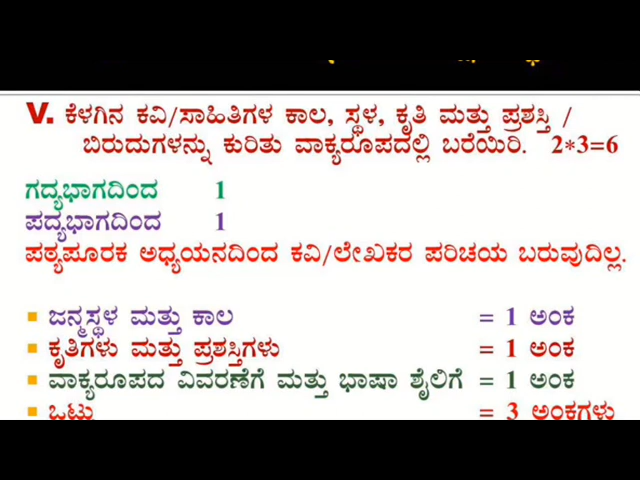 V. ಕೆಳಗಿನ ಕವಿ/ಸಾಹಿತಿಗಳ ಕಾಲ, ಸ್ಥಳ, ಕೃತಿ ಮತ್ತು ಪ್ರಶಸ್ತಿ /
ಬಿರುದುಗಳನ್ನು ಕುರಿತು ವಾಕ್ಯರೂಪದಲ್ಲಿ ಬರೆಯಿರಿ. 2*3=6
ಗದ್ಯಭಾಗದಿಂದ 1
ಪದ್ಯಭಾಗದಿಂದ 1
ಪಠ್ಯಪೂರಕ ಅಧ್ಯಯನದಿಂದ ಕವಿ/ಲೇಖಕರ ಪರಿಚಯ ಬರುವುದಿಲ್ಲ.
▪ ಜನ್ಮಸ್ಥಳ ಮತ್ತು ಕಾಲ = 1 ಅಂಕ
▪ ಕೃತಿಗಳು ಮತ್ತು ಪ್ರಶಸ್ತಿಗಳು = 1 ಅಂಕ
▪ ವಾಕ್ಯರೂಪದ ವಿವರಣೆಗೆ ಮತ್ತು ಭಾಷಾ ಶೈಲಿಗೆ = 1 ಅಂಕ
▪ ಒಟ್ಟು = 3 ಅಂಕಗಳು